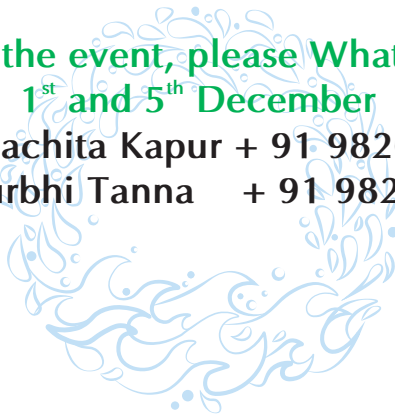 the event, please What
1st and 5th December
achita Kapur + 91 982
urbhi Tanna + 91 982